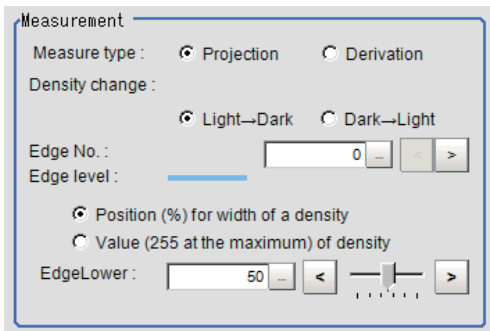 Measurement
Measure type : Projection Derivation
Density change :
Light→Dark Dark→Light
Edge No. : 0 ... < >
Edge level :
Position (%) for width of a density
Value (255 at the maximum) of density
EdgeLower : 50 ... < >